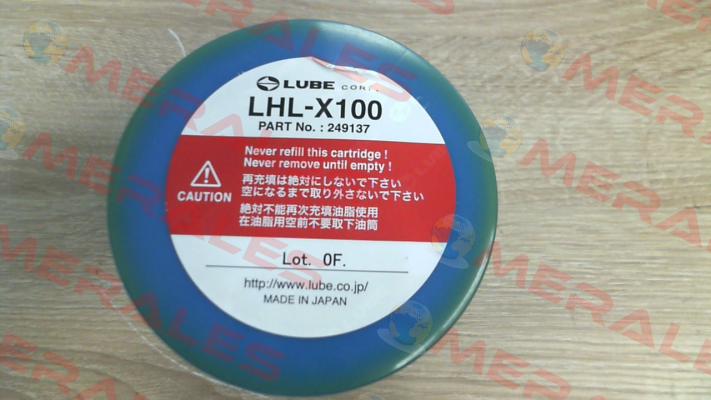 LUBE CORP.
LHL-X100
PART No. : 249137
Never refill this cartridge !
Never remove until empty !
CAUTION
再充填は絶対にしないで下さい
空になるまで取り外さないで下さい
絶対不能再次充填油脂使用
在油脂用空前不要取下油筒
Lot. 0F.
http://www.lube.co.jp/
MADE IN JAPAN
MERALES
MERALES
MERALES
MERALES
MERALES